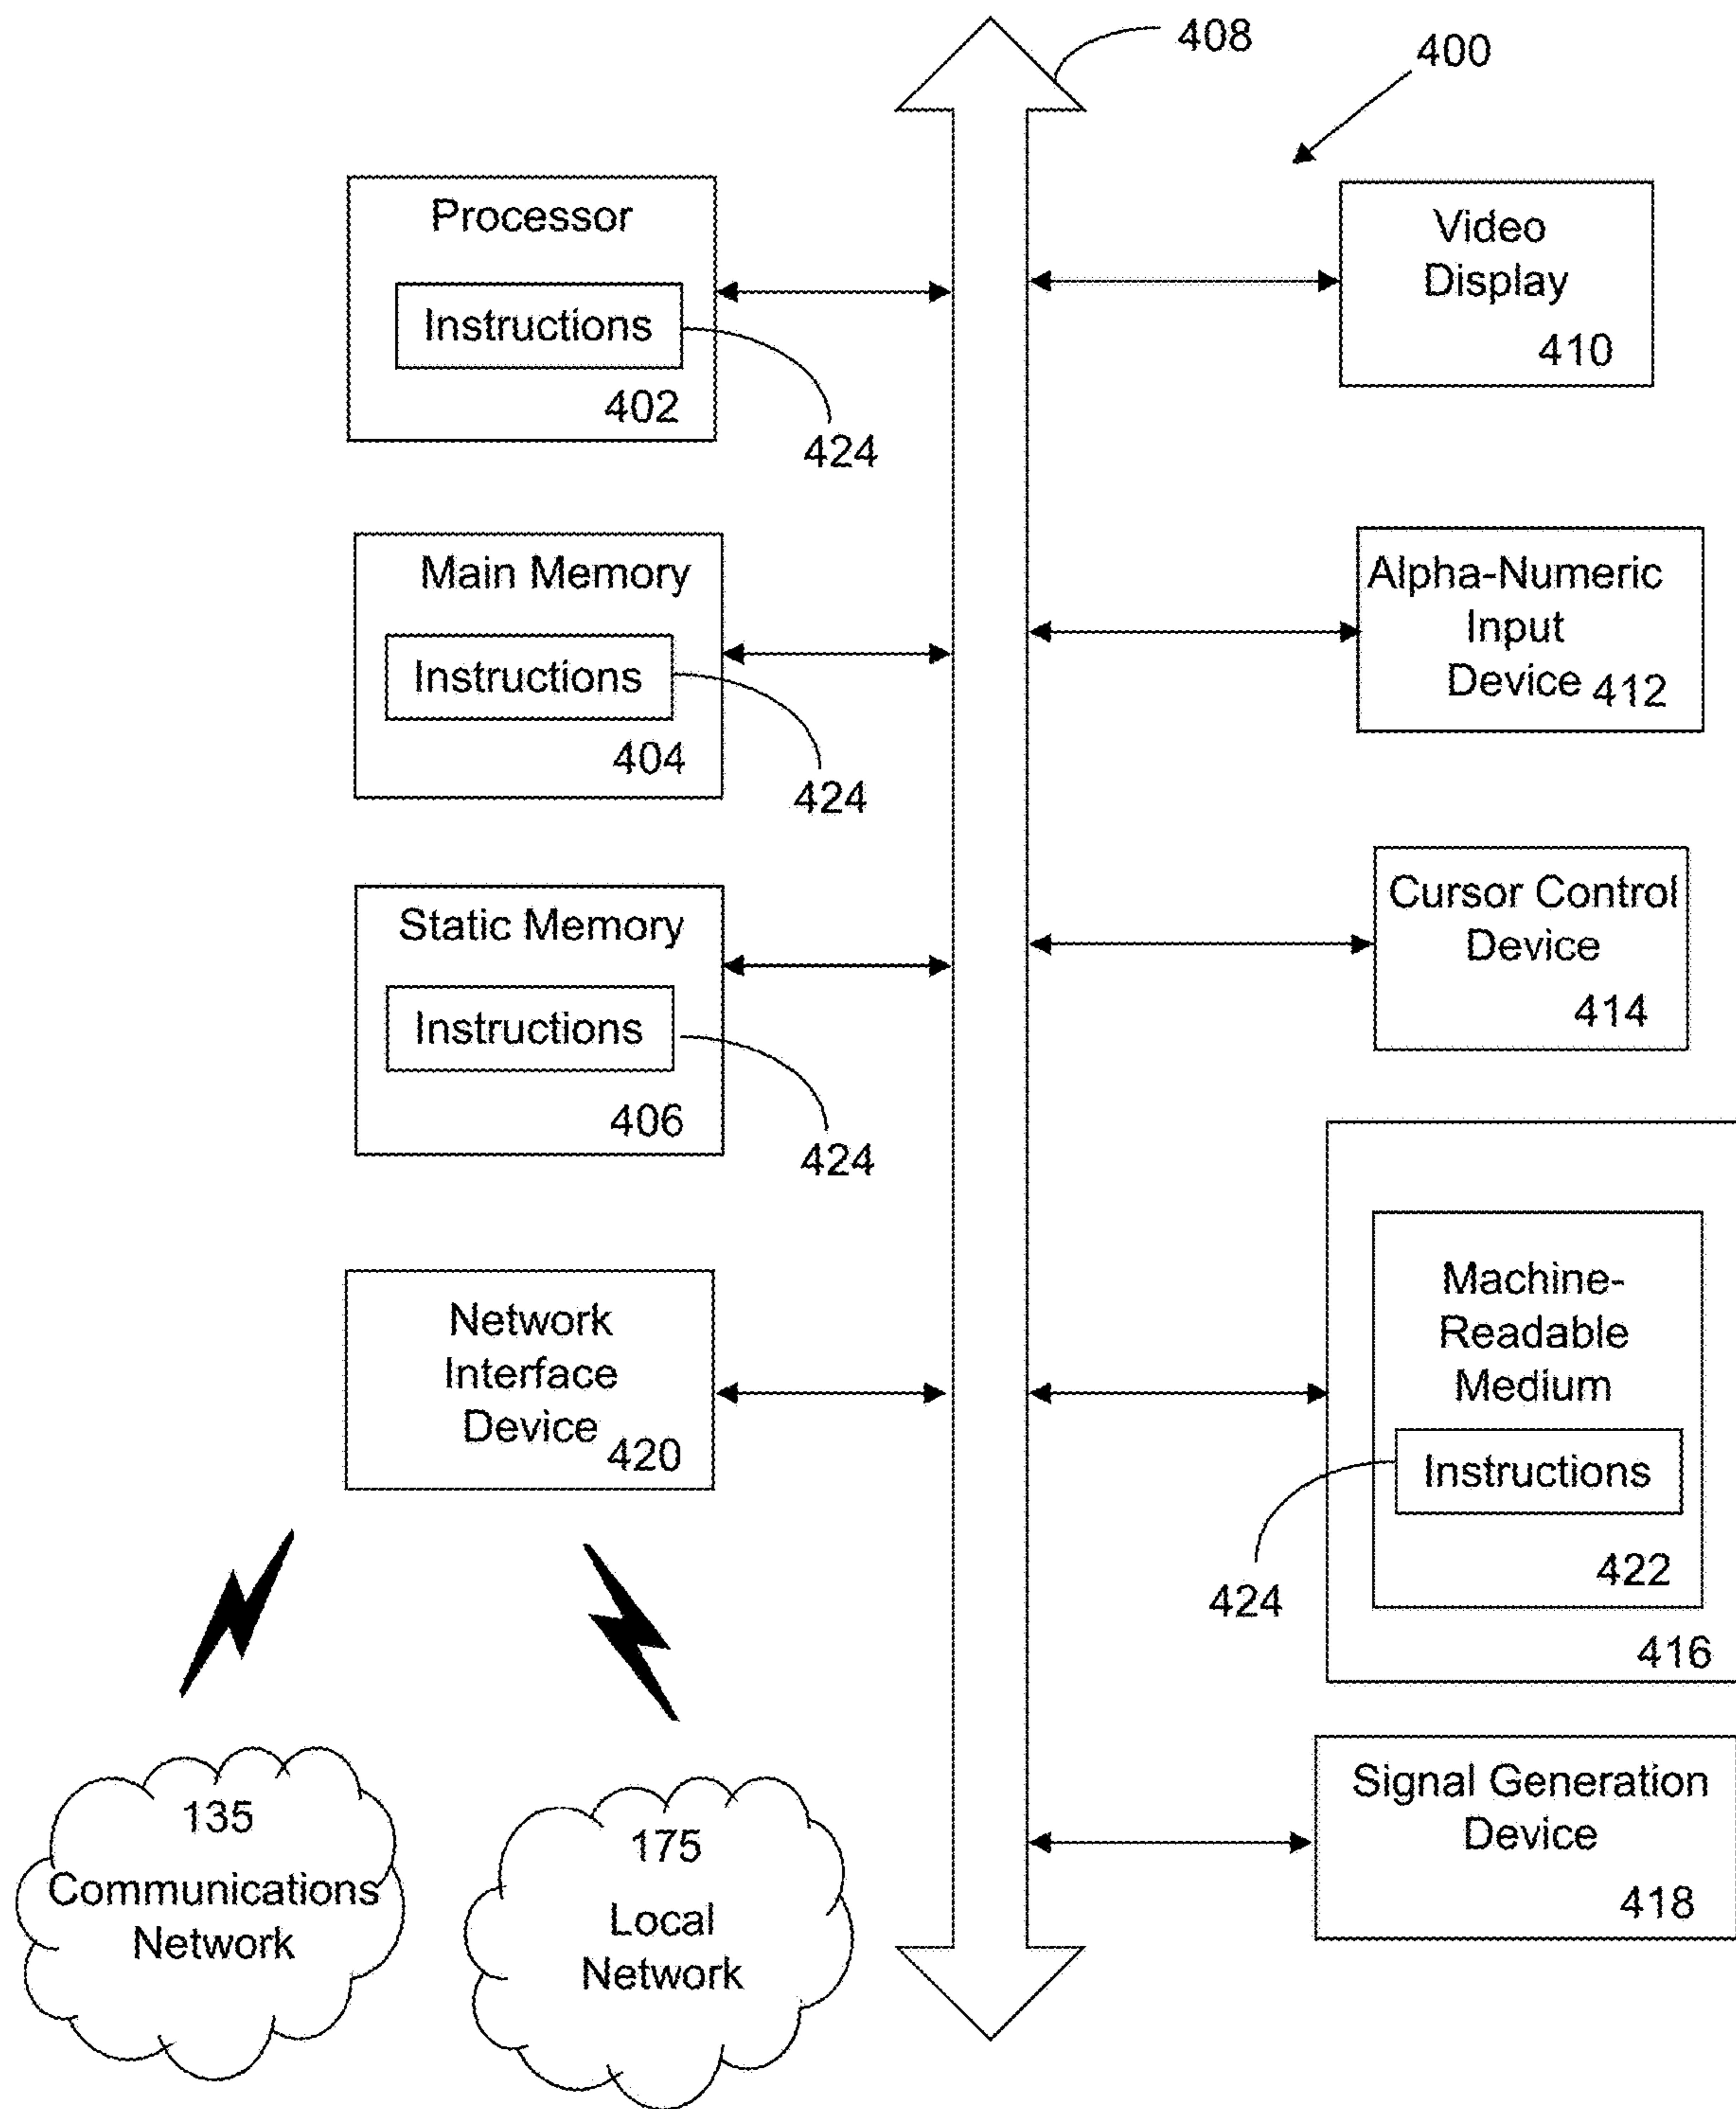 408
400
Processor
Instructions
402
424
Video
Display
410
Main Memory
Instructions
404
424
Alpha-Numeric
Input
Device 412
Static Memory
Instructions
406
424
Cursor Control
Device
414
Network
Interface
Device
420
Machine-
Readable
Medium
Instructions
422
424
416
135
Communications
Network
175
Local
Network
Signal Generation
Device
418